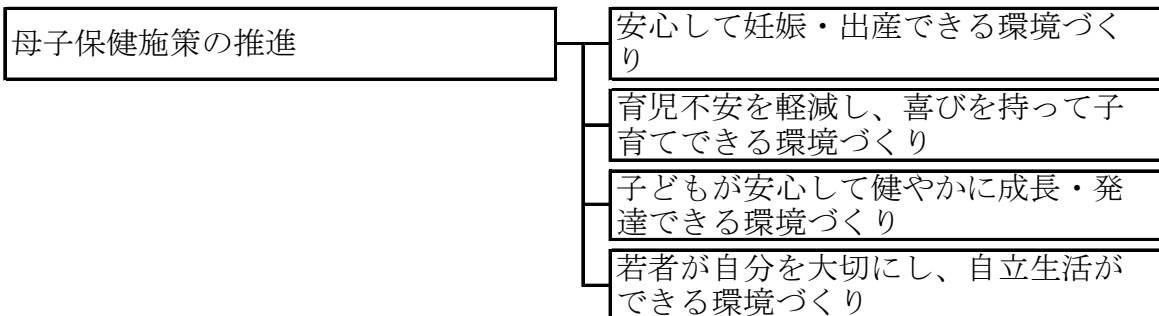 母子保健施策の推進
安心して妊娠・出産できる環境づく
り
育児不安を軽減し、喜びを持って子
育てできる環境づくり
子どもが安心して健やかに成長・発
達できる環境づくり
若者が自分を大切にし、自立生活が
できる環境づくり